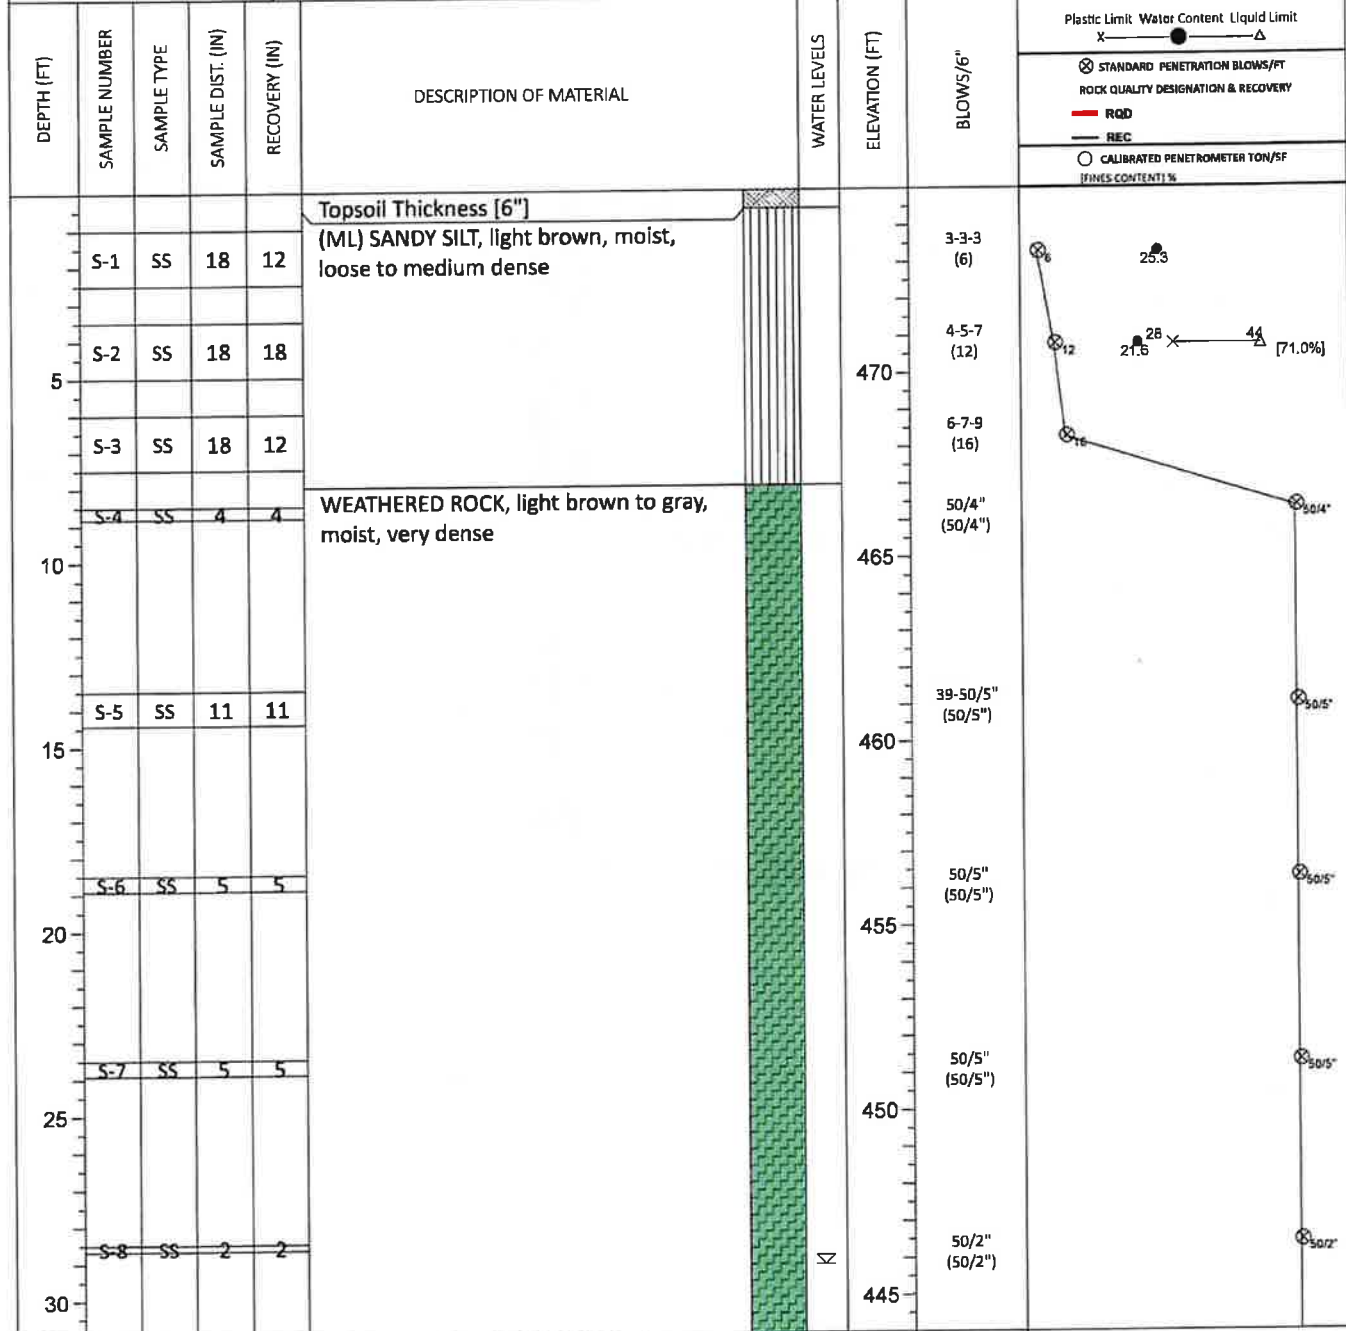 DEPTH (FT)
SAMPLE NUMBER
SAMPLE TYPE
SAMPLE DIST. (IN)
RECOVERY (IN)
DESCRIPTION OF MATERIAL
WATER LEVELS
ELEVATION (FT)
BLOWS/6"
Plastic Limit Water Content Liquid Limit
X
STANDARD PENETRATION BLOWS/FT
ROCK QUALITY DESIGNATION & RECOVERY
RQD
REC
CALIBRATED PENETROMETER TON/SF
[FINES CONTENT] %
Topsoil Thickness [6"]
(ML) SANDY SILT, light brown, moist,
loose to medium dense
S-1 SS 18 12
3-3-3
(6)
6
25.3
S-2 SS 18 18
4-5-7
(12)
12
21.6
28
44
[71.0%]
5
470
S-3 SS 18 12
6-7-9
(16)
16
WEATHERED ROCK, light brown to gray,
moist, very dense
S-4 SS 4 4
50/4"
(50/4")
50/4"
10
465
S-5 SS 11 11
39-50/5"
(50/5")
50/5"
15
460
S-6 SS 5 5
50/5"
(50/5")
50/5"
20
455
S-7 SS 5 5
50/5"
(50/5")
50/5"
25
450
S-8 SS 2 2
50/2"
(50/2")
50/2"
30
445